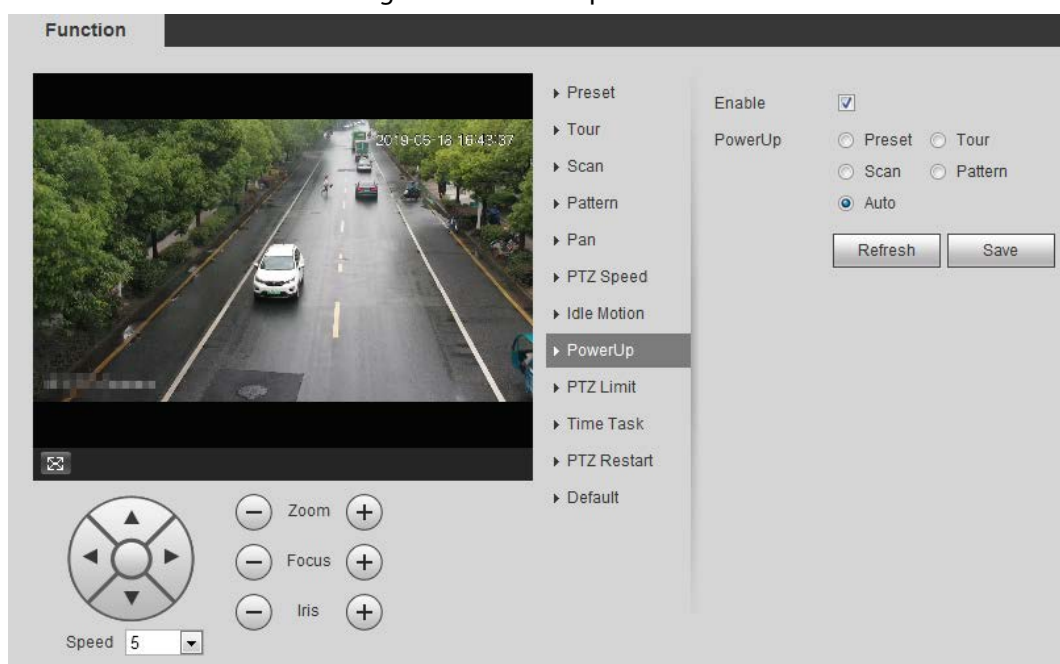 Function
2019-05-18 16:43:37
Preset
Tour
Scan
Pattern
Pan
PTZ Speed
Idle Motion
PowerUp
PTZ Limit
Time Task
PTZ Restart
Default
Enable
PowerUp
Preset Tour
Scan Pattern
Auto
Refresh Save
Zoom
Focus
Iris
Speed 5